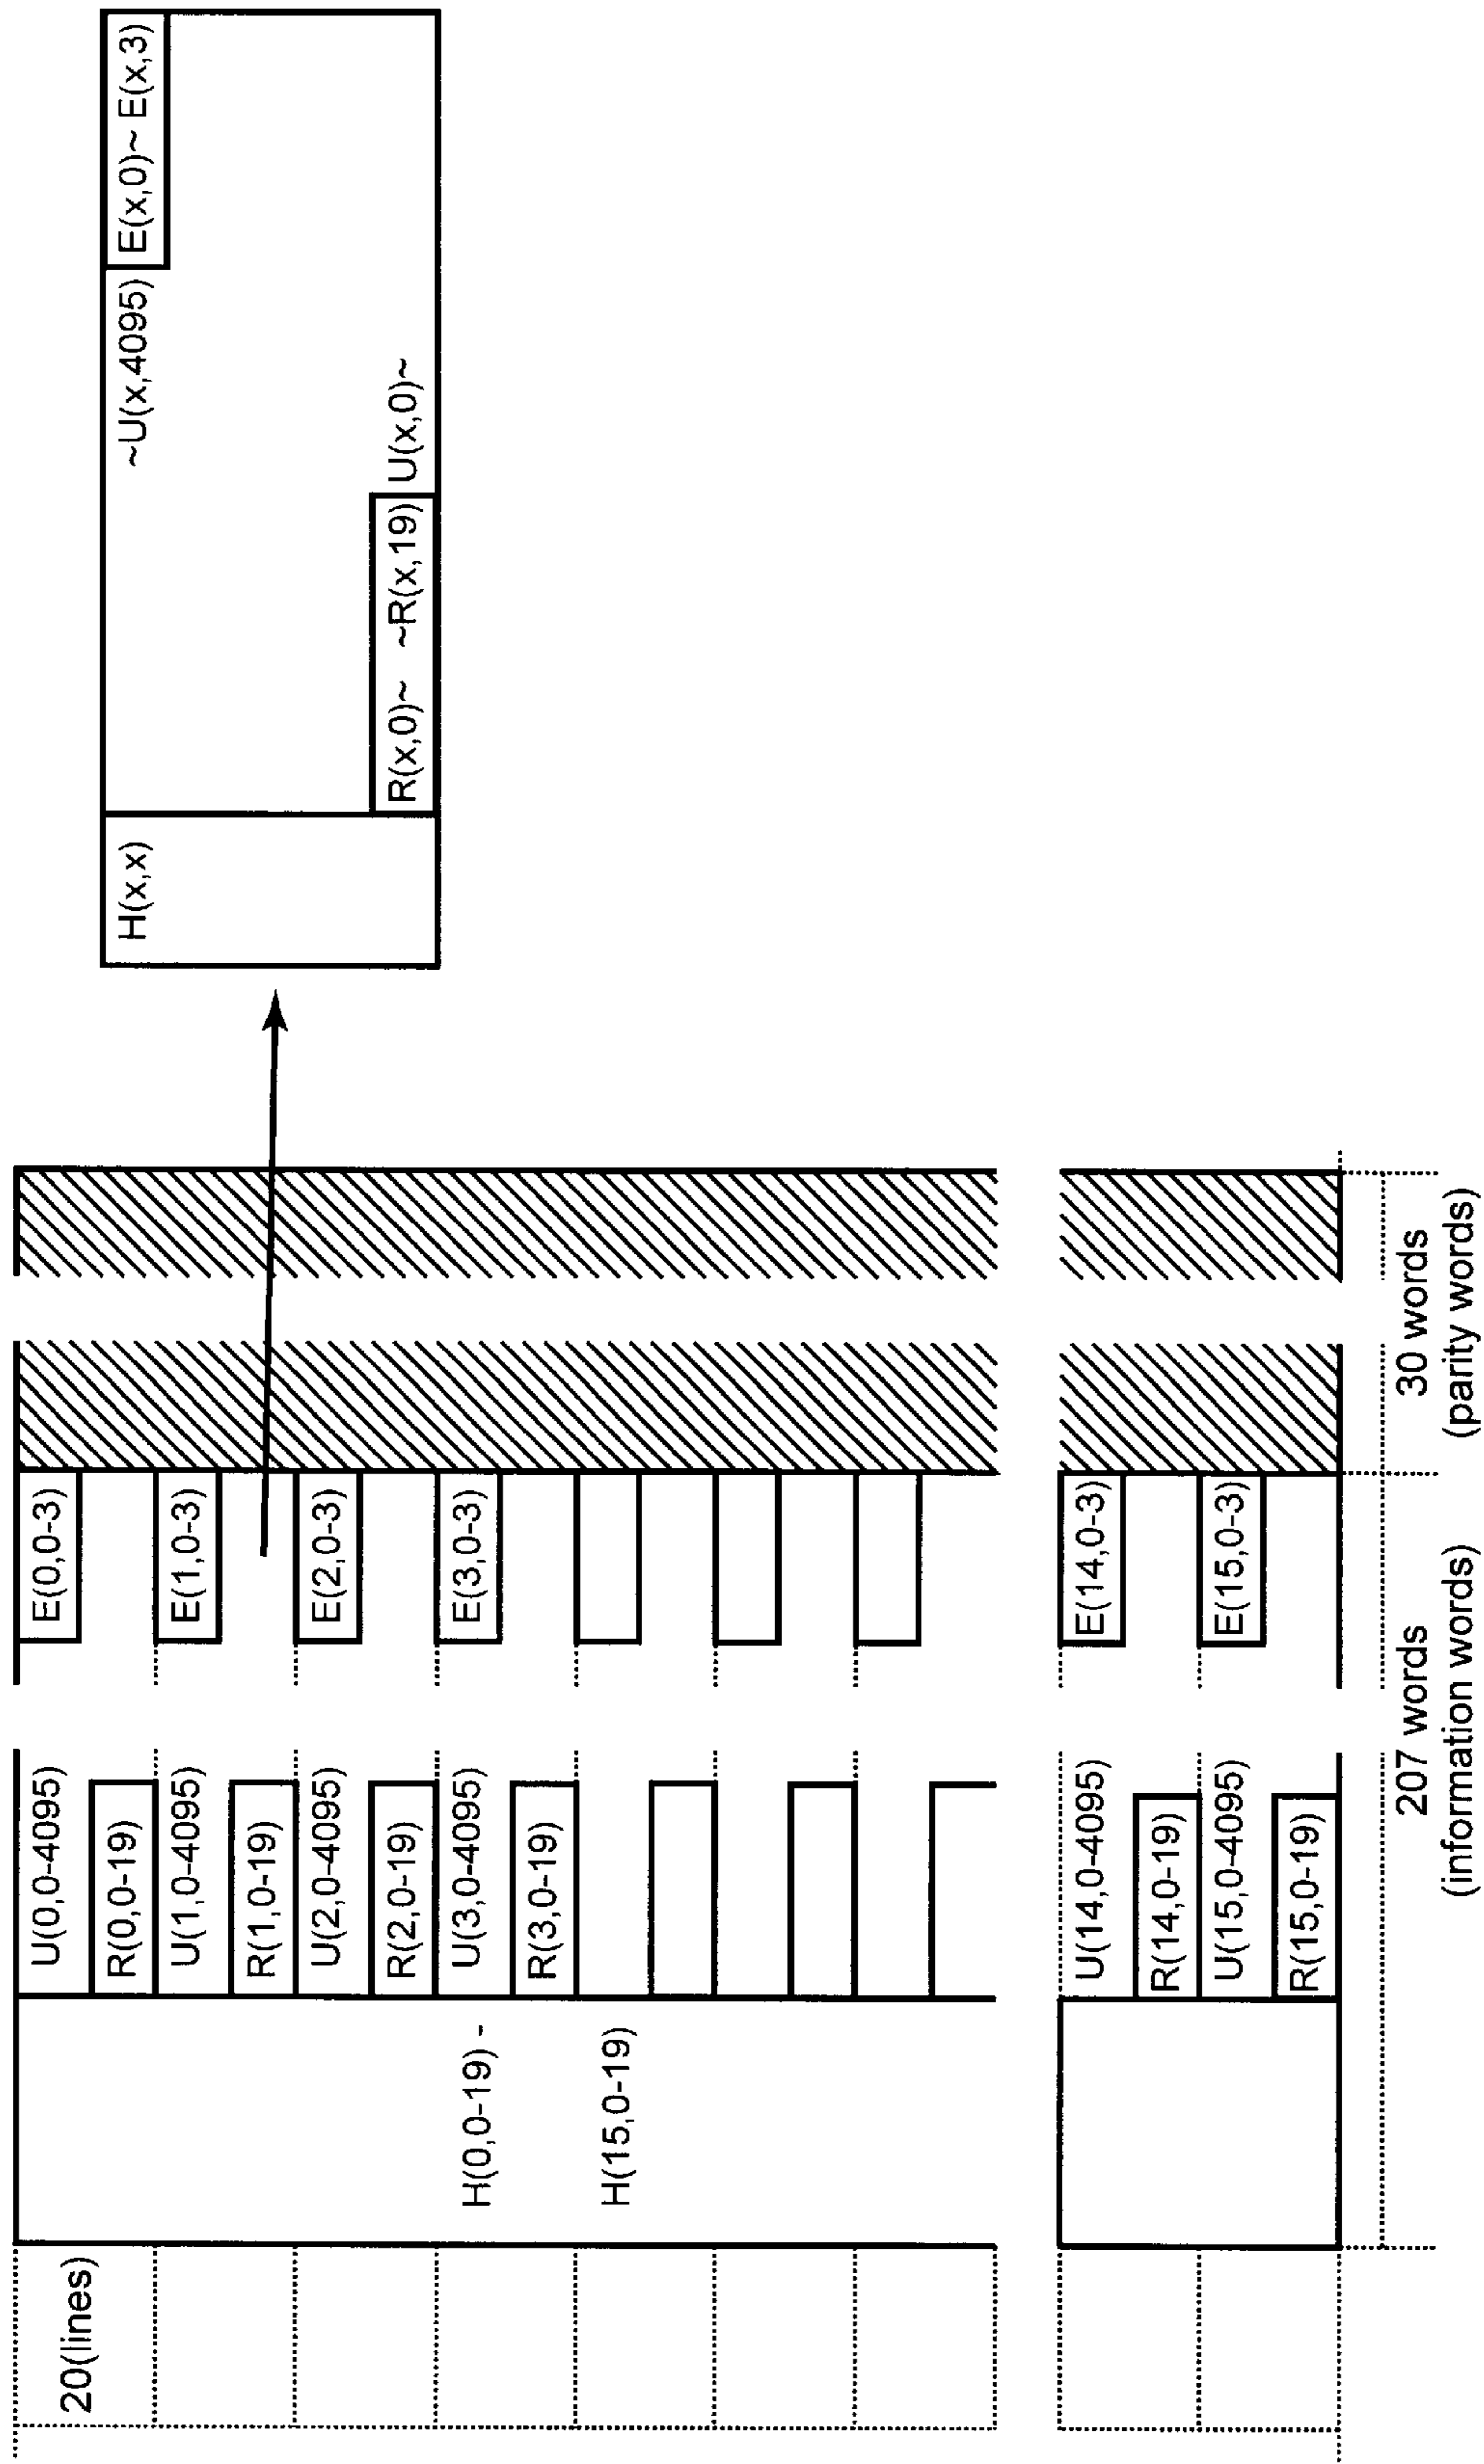 20(lines)
U(0,0-4095)
E(0,0-3)
R(0,0-19)
U(1,0-4095)
E(1,0-3)
R(1,0-19)
U(2,0-4095)
E(2,0-3)
R(2,0-19)
H(0,0-19) -
U(3,0-4095)
E(3,0-3)
R(3,0-19)
H(15,0-19)
U(14,0-4095)
E(14,0-3)
R(14,0-19)
U(15,0-4095)
E(15,0-3)
R(15,0-19)
207 words
(information words)
30 words
(parity words)
H(x,x)
~U(x,4095)
E(x,0)~ E(x,3)
R(x,0)~ ~R(x,19)
U(x,0)~